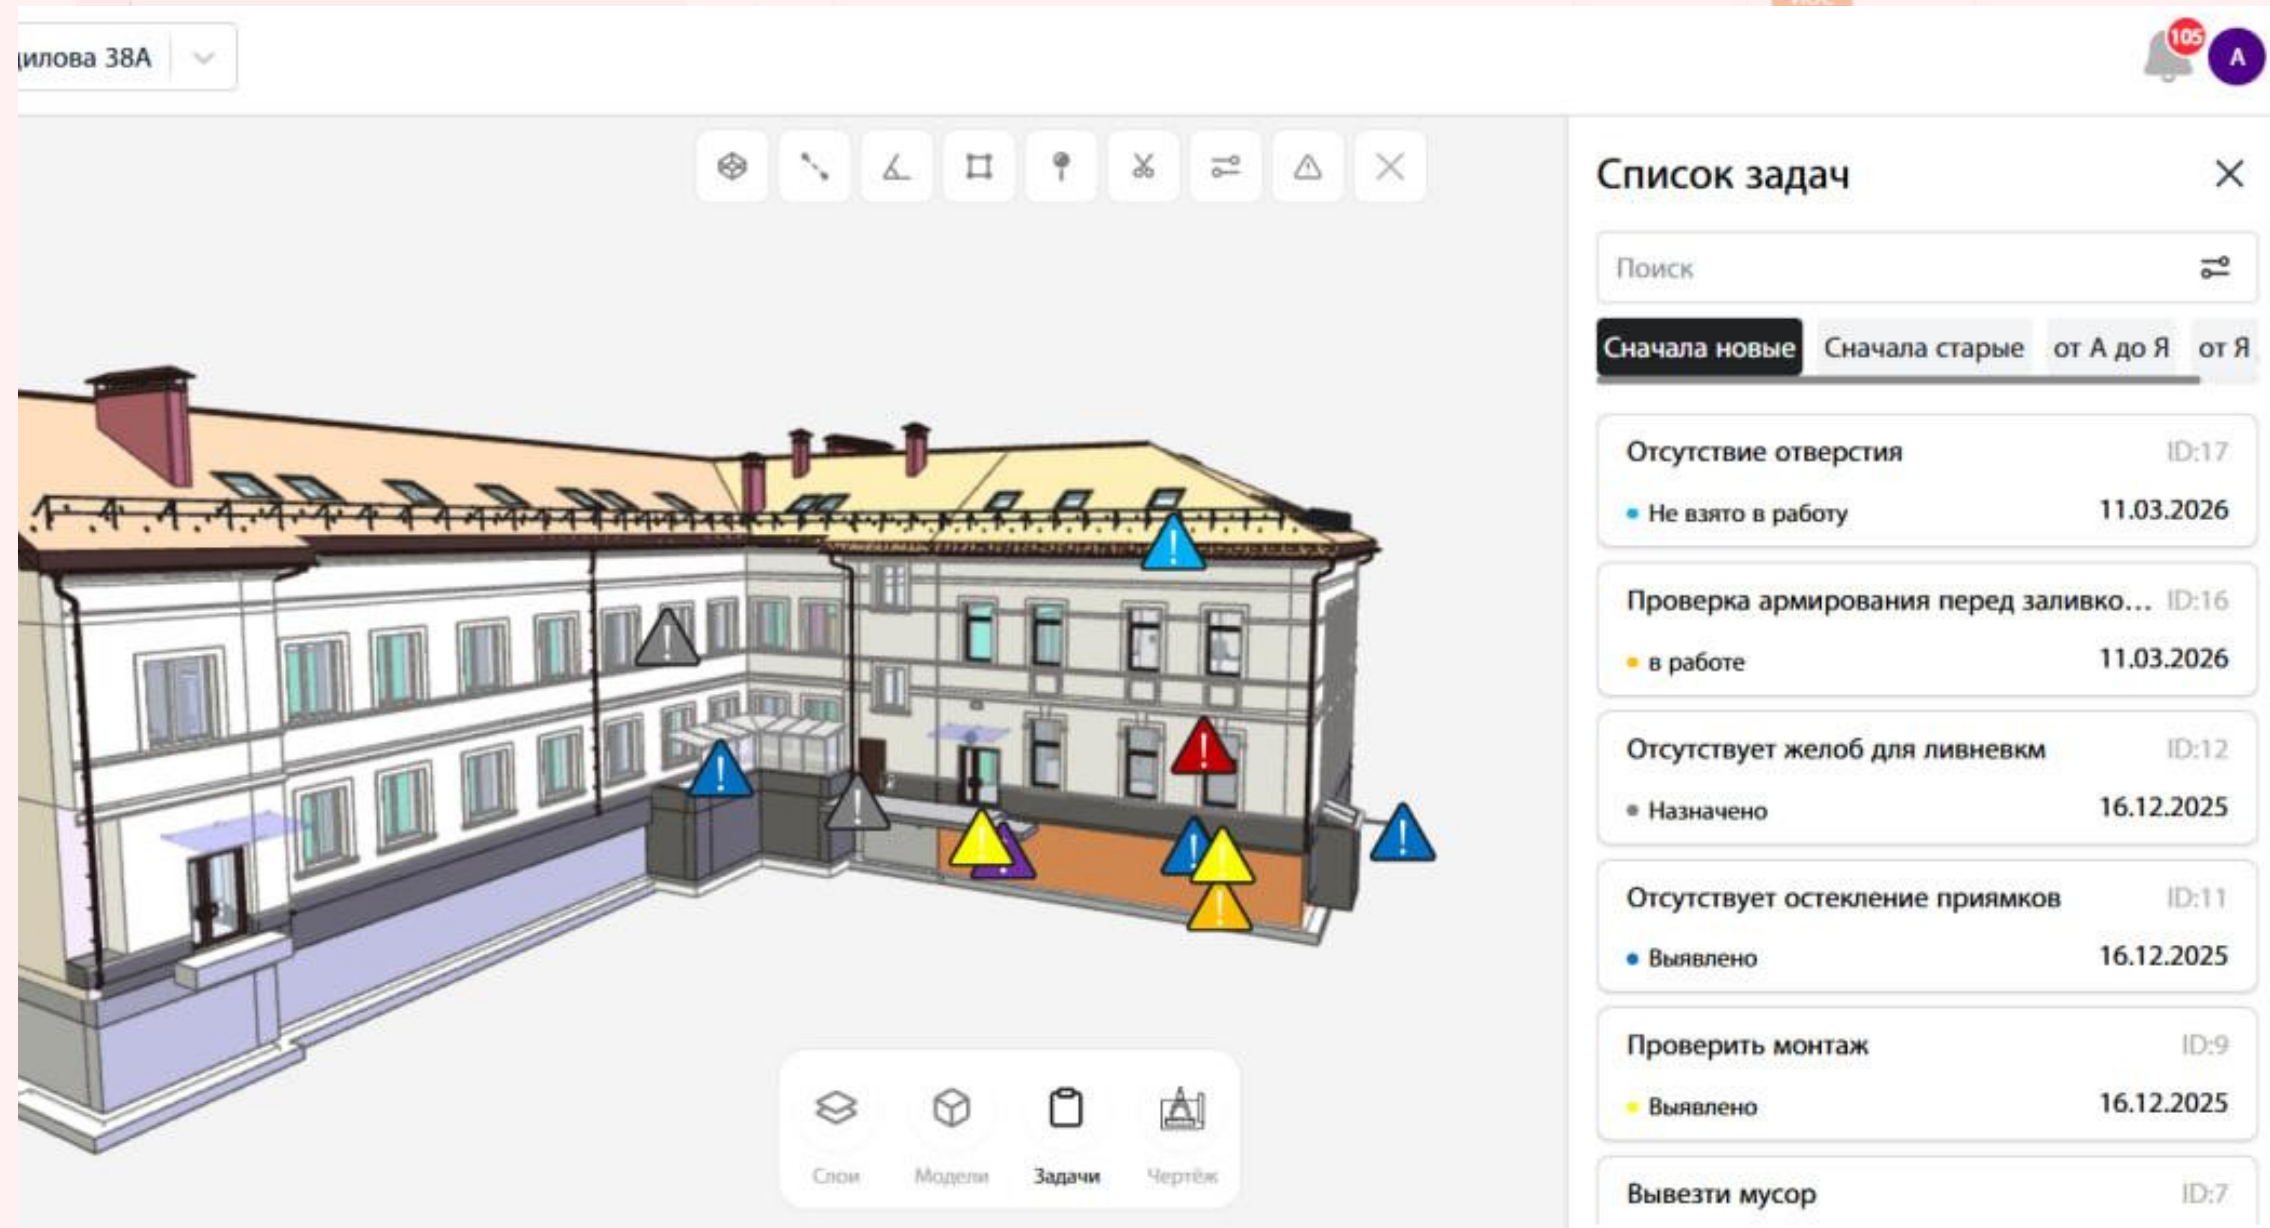 илова 38А
105
А
Список задач
Поиск
Сначала новые Сначала старые от А до Я от Я
Отсутствие отверстия ID:17
Не взято в работу 11.03.2026
Проверка армирования перед заливко... ID:16
в работе 11.03.2026
Отсутствует желоб для ливневкм ID:12
Назначено 16.12.2025
Отсутствует остекление приямков ID:11
Выявлено 16.12.2025
Проверить монтаж ID:9
Выявлено 16.12.2025
Вывезти мусор ID:7
Слои Модели Задачи Чертёж